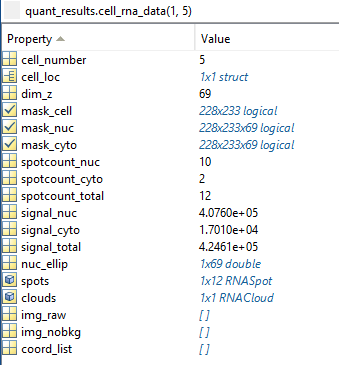 quant_results.cell_rna_data(1, 5)
Property Value
cell_number 5
cell_loc 1x1 struct
dim_z 69
mask_cell 228x233 logical
mask_nuc 228x233x69 logical
mask_cyto 228x233x69 logical
spotcount_nuc 10
spotcount_cyto 2
spotcount_total 12
signal_nuc 4.0760e+05
signal_cyto 1.7010e+04
signal_total 4.2461e+05
nuc_ellip 1x69 double
spots 1x12 RNASpot
clouds 1x1 RNACloud
img_raw [ ]
img_nobkg [ ]
coord_list [ ]